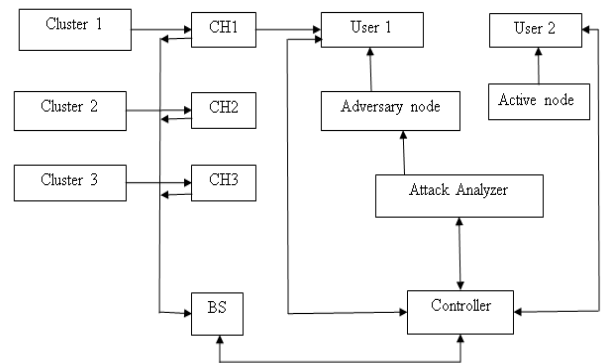 Cluster 1
CH1
User 1
User 2
Cluster 2
CH2
Adversary node
Active node
Cluster 3
CH3
Attack Analyzer
BS
Controller